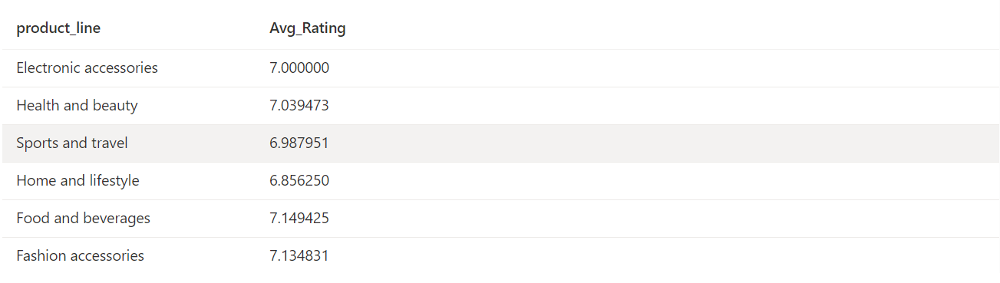 product_line Avg_Rating
Electronic accessories 7.000000
Health and beauty 7.039473
Sports and travel 6.987951
Home and lifestyle 6.856250
Food and beverages 7.149425
Fashion accessories 7.134831